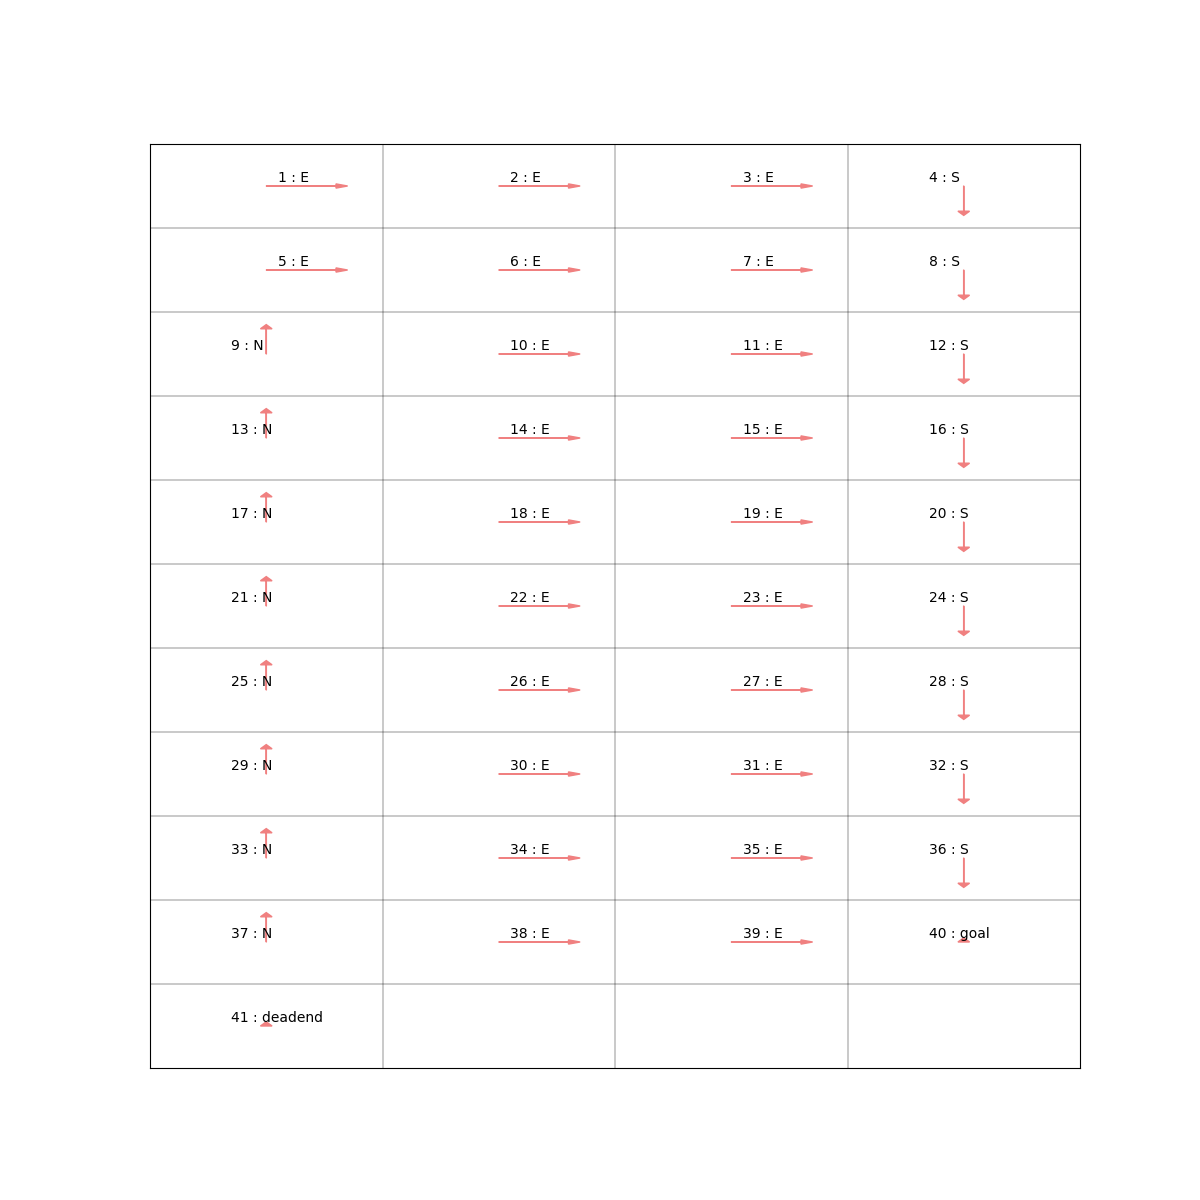 1 : E
2 : E
3 : E
4 : S
5 : E
6 : E
7 : E
8 : S
9 : N
10 : E
11 : E
12 : S
13 : N
14 : E
15 : E
16 : S
17 : N
18 : E
19 : E
20 : S
21 : N
22 : E
23 : E
24 : S
25 : N
26 : E
27 : E
28 : S
29 : N
30 : E
31 : E
32 : S
33 : N
34 : E
35 : E
36 : S
37 : N
38 : E
39 : E
40 : goal
41 : deadend